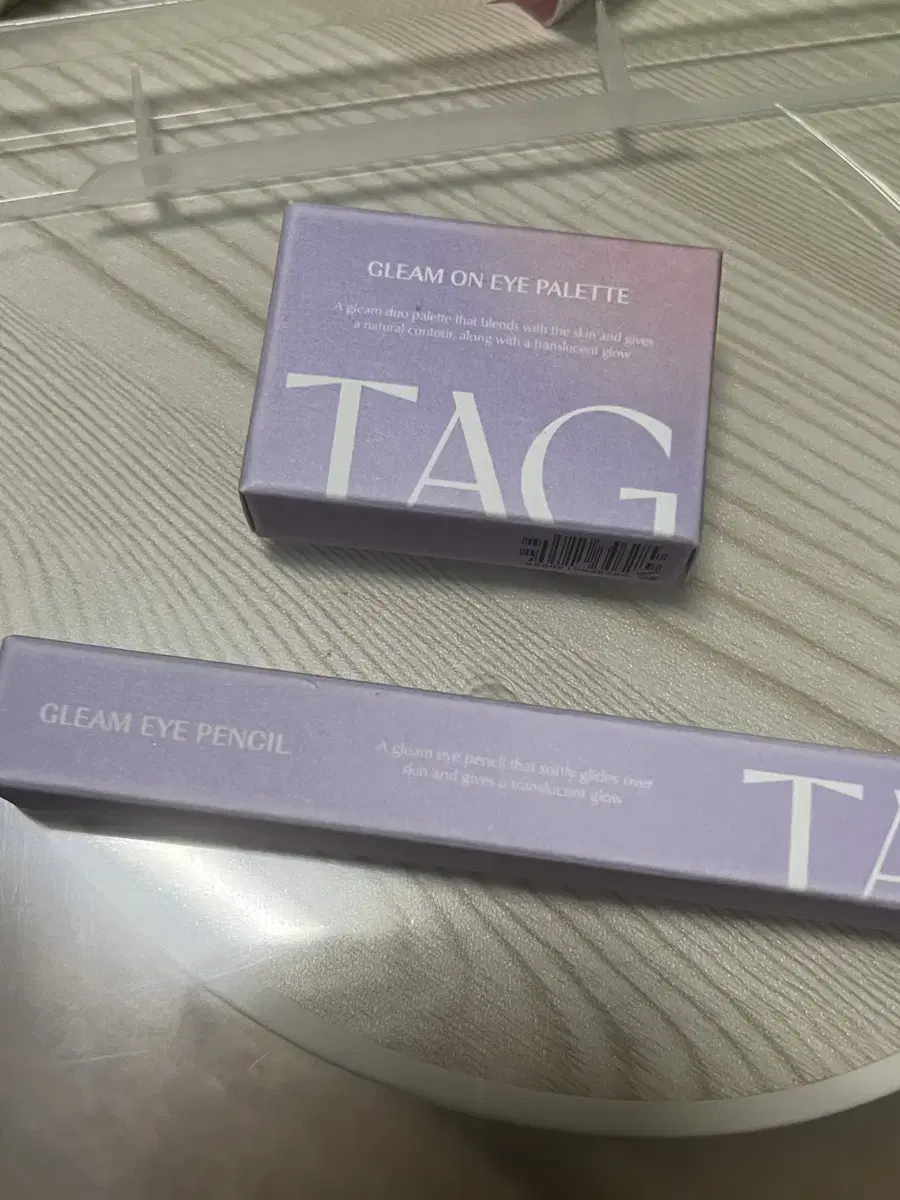 GLEAM ON EYE PALETTE
A gleam duo palette that blends with the skin and gives
a natural contour, along with a translucent glow
TAG
GLEAM EYE PENCIL
A gleam eye pencil that softly glides over
skin and gives a translucent glow
TA